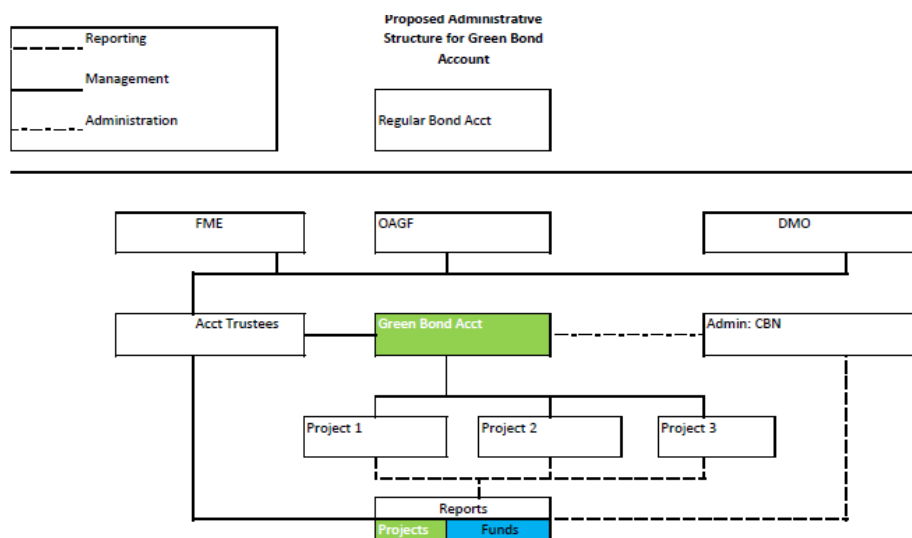 Proposed Administrative
Structure for Green Bond
Account
Reporting
Management
Administration
Regular Bond Acct
FME
OAGF
DMO
Acct Trustees
Green Bond Acct
Admin: CBN
Project 1
Project 2
Project 3
Reports
Projects
Funds